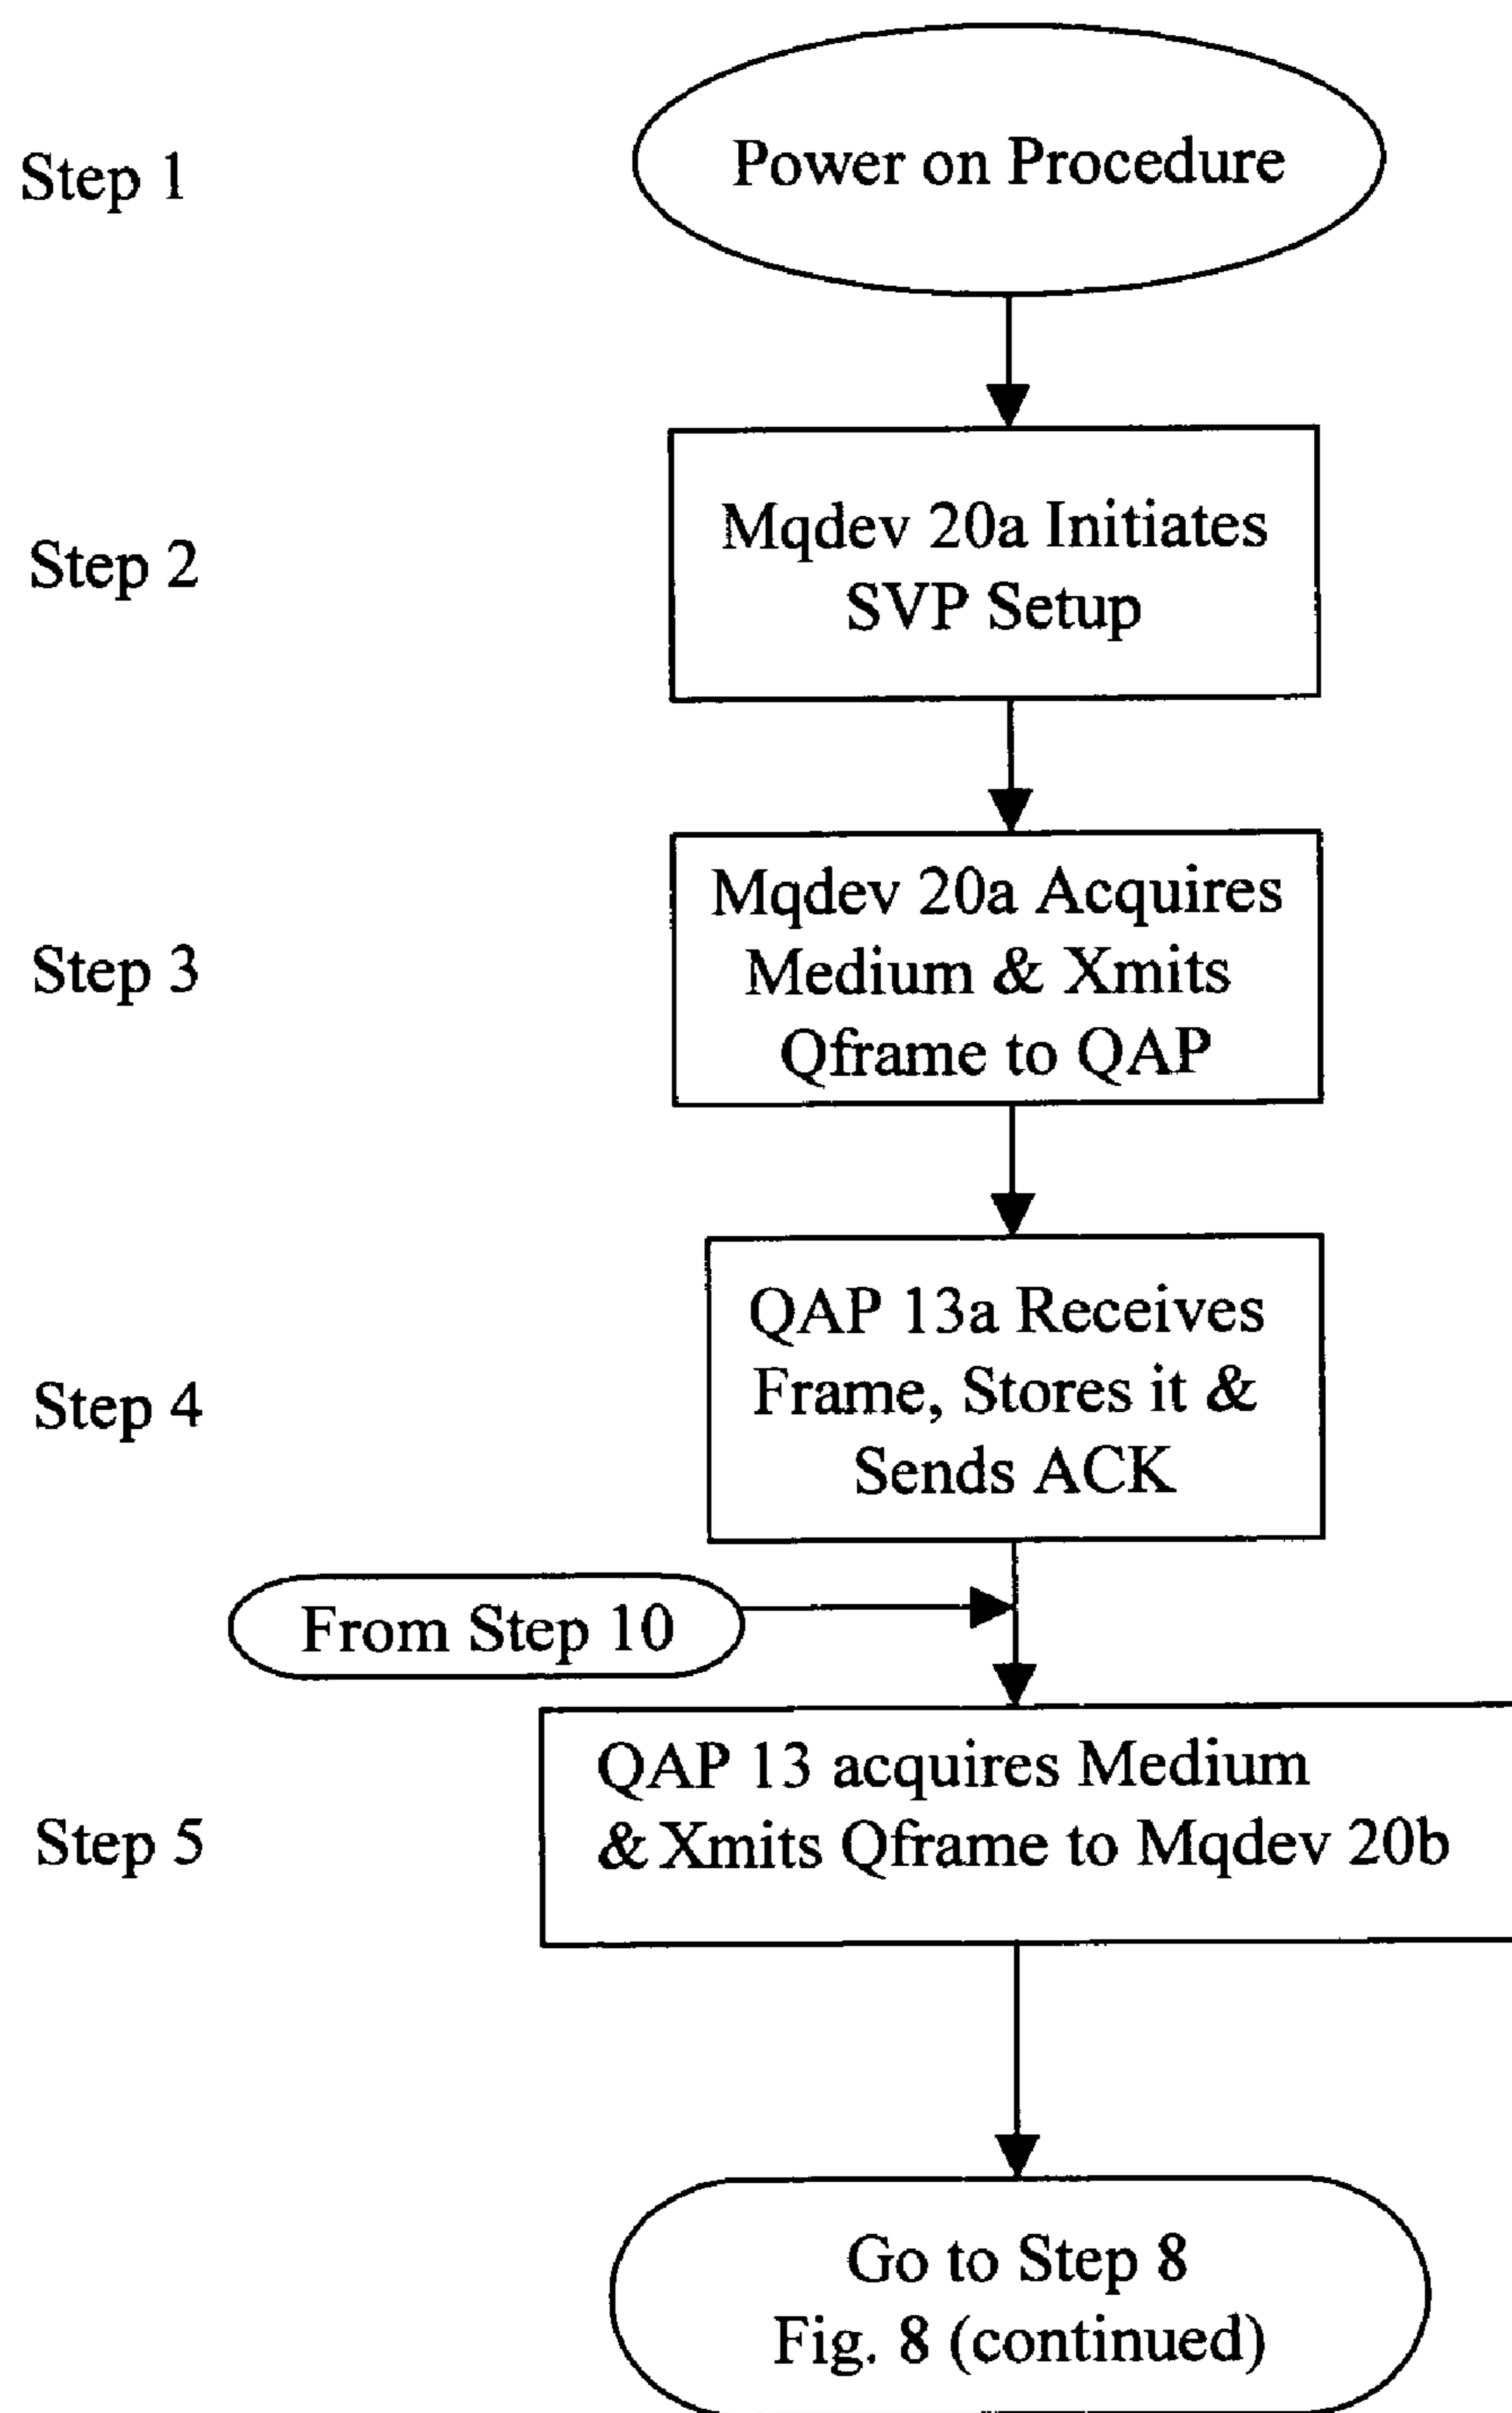 Step 1
Power on Procedure
Step 2
Mqdev 20a Initiates
SVP Setup
Step 3
Mqdev 20a Acquires
Medium & Xmits
Qframe to QAP
Step 4
QAP 13a Receives
Frame, Stores it &
Sends ACK
From Step 10
Step 5
QAP 13 acquires Medium
& Xmits Qframe to Mqdev 20b
Go to Step 8
Fig. 8 (continued)